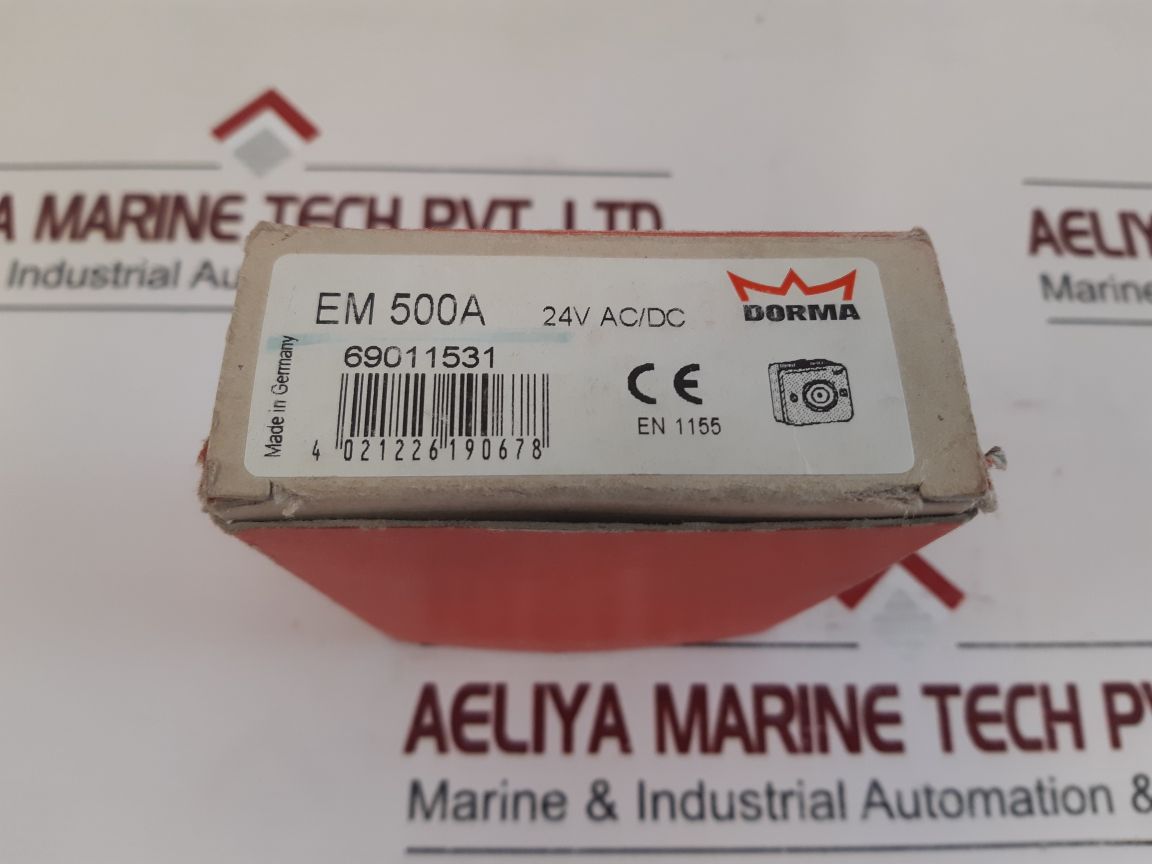 A MARINE TECH PVT. LTD.
Industrial Au
AELIY
Marine
EM 500A 24V AC/DC
DORMA
69011531
Made in Germany
CE
EN 1155
4 021226 190678
AELIYA MARINE TECH PV
Marine & Industrial Automation &